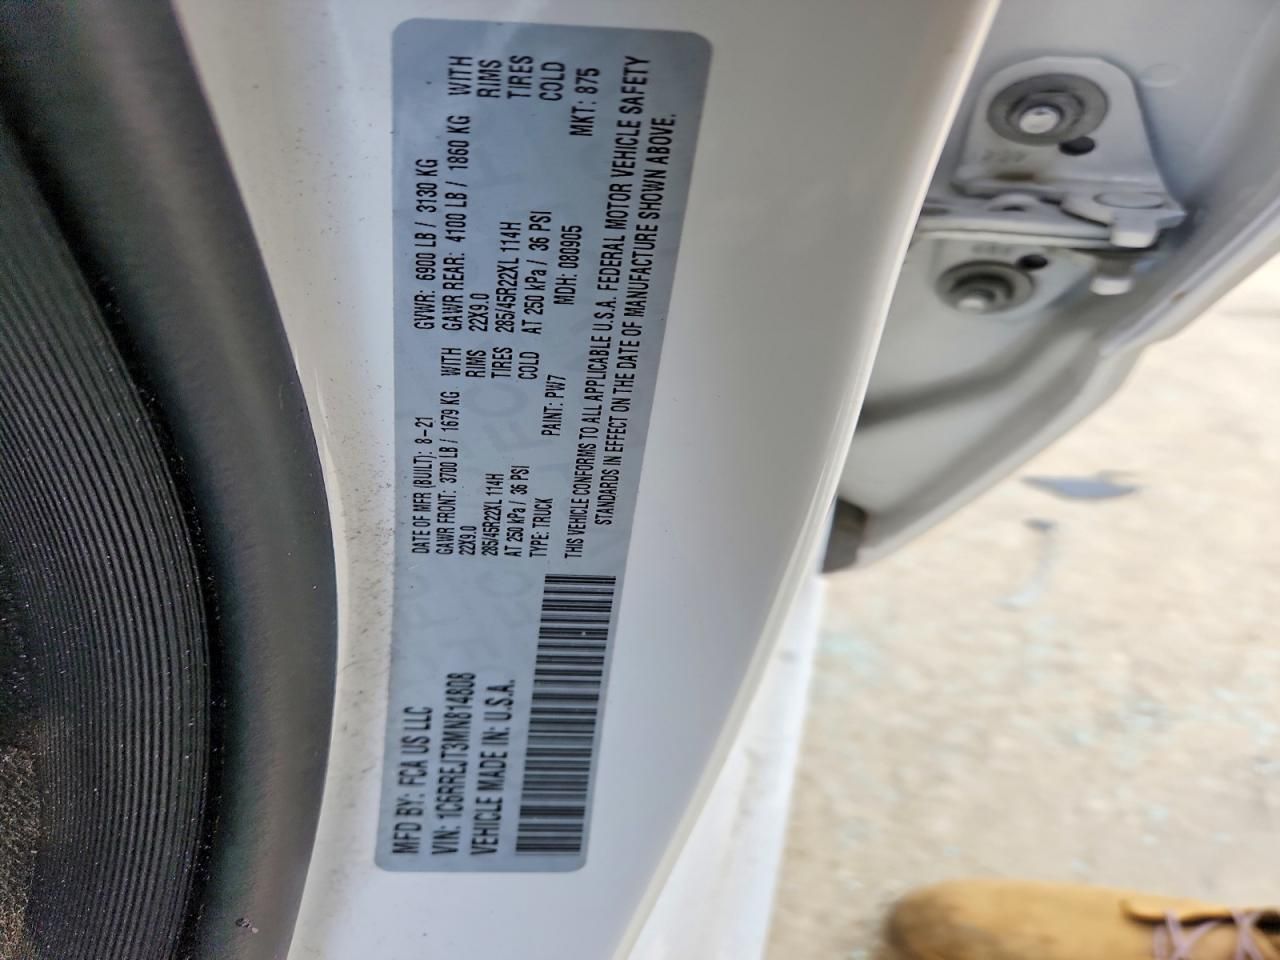 MFD BY: FCA US LLC
VIN: 1C6RREJT3MN814808
VEHICLE MADE IN: U.S.A.
DATE OF MFR (BUILT): 8-21 GVWR: 6900 LB / 3130 KG
GAWR FRONT: 3700 LB / 1679 KG WITH GAWR REAR: 4100 LB / 1860 KG WITH
22X9.0 RIMS 22X9.0 RIMS
285/45R22XL 114H TIRES 285/45R22XL 114H TIRES
AT 250 kPa / 36 PSI COLD AT 250 kPa / 36 PSI COLD
TYPE: TRUCK PAINT: PW7 MDH: 080905 MKT: 875
THIS VEHICLE CONFORMS TO ALL APPLICABLE U.S.A. FEDERAL MOTOR VEHICLE SAFETY
STANDARDS IN EFFECT ON THE DATE OF MANUFACTURE SHOWN ABOVE.